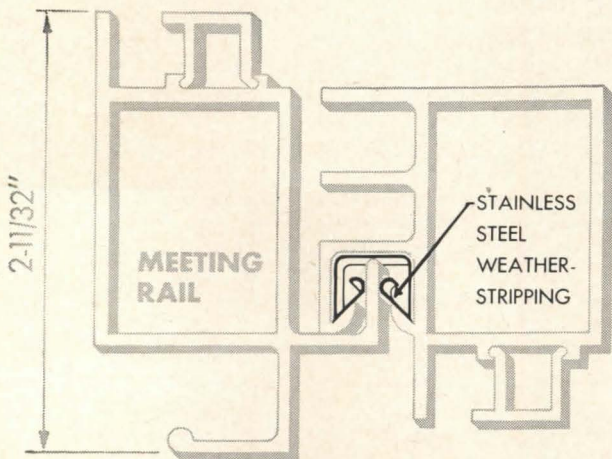 2-11/32"
MEETING
RAIL
STAINLESS
STEEL
WEATHER-
STRIPPING